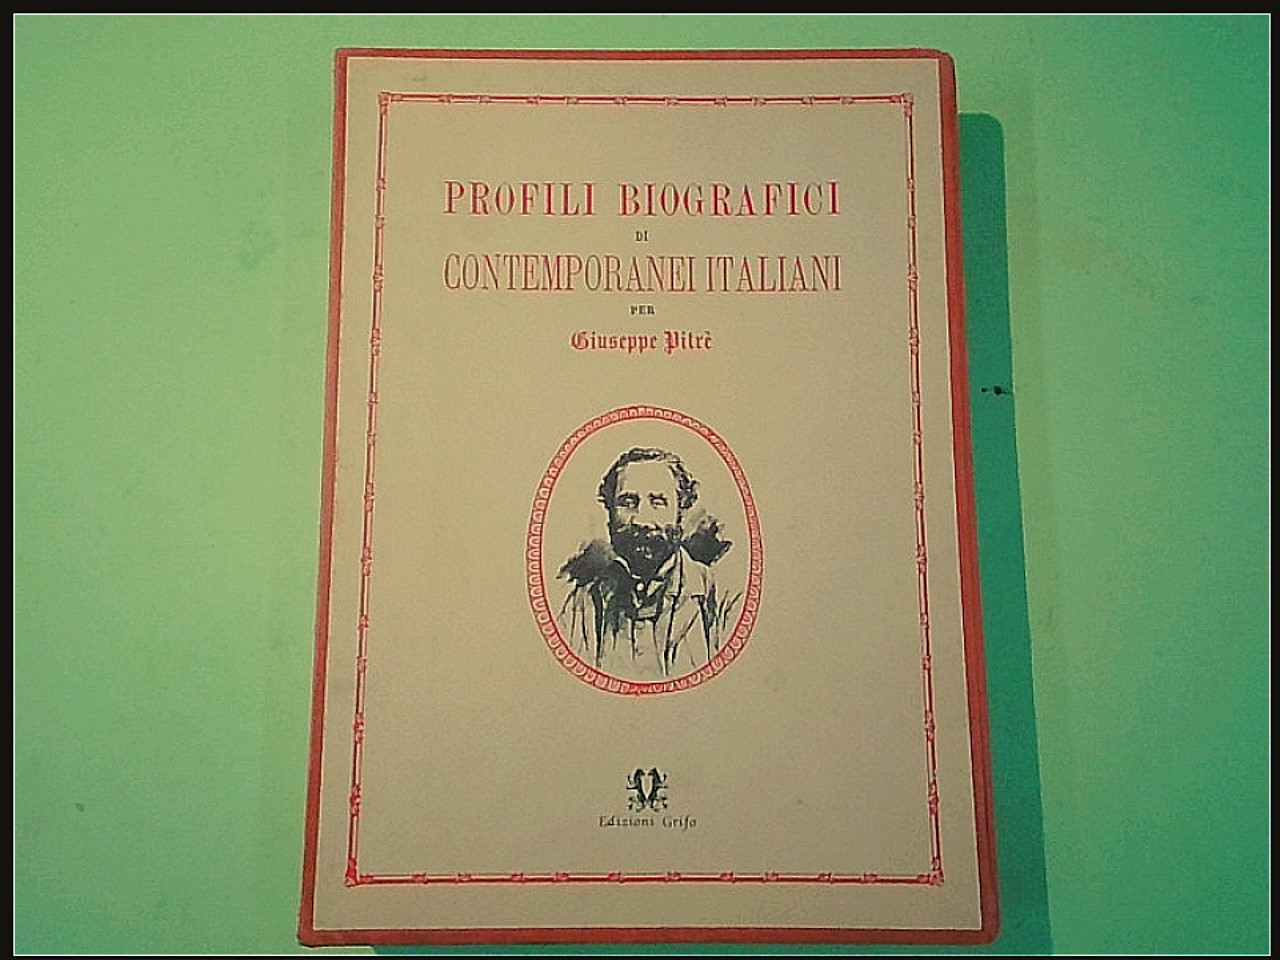 PROFILI BIOGRAFICI
DI
CONTEMPORANEI ITALIANI
PER
Giuseppe Pitrè
Edizioni Grifo